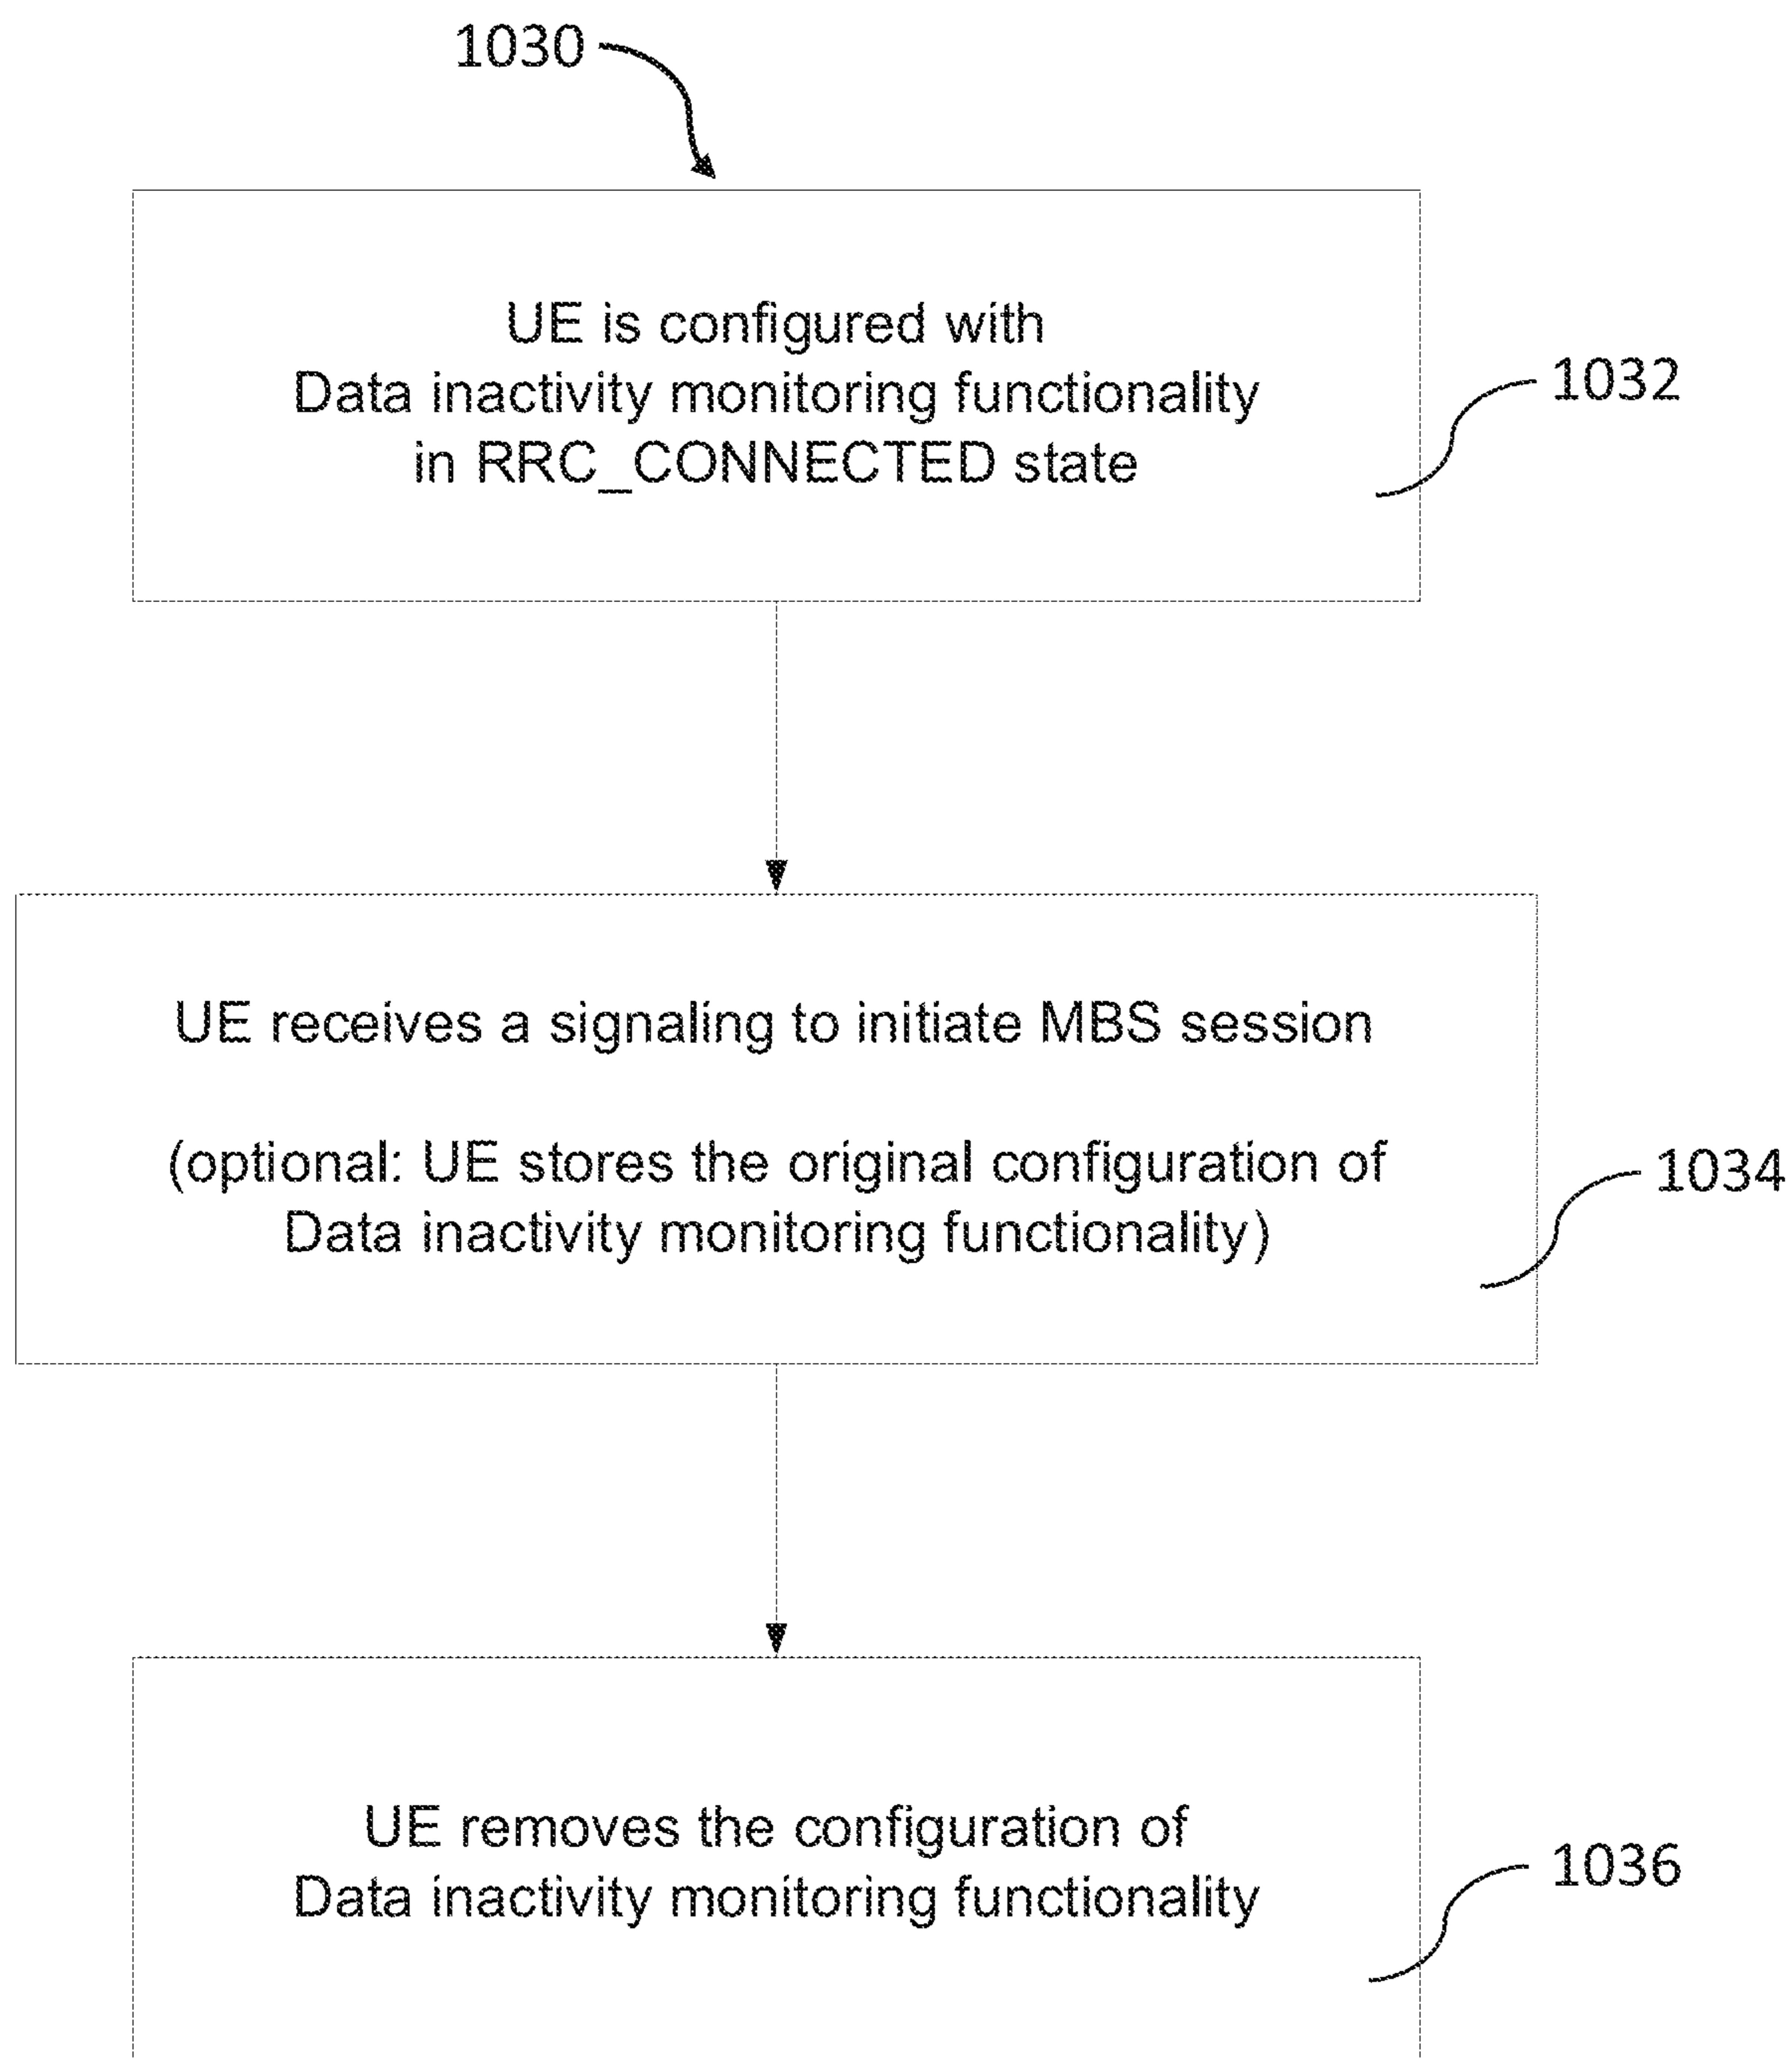 1030
UE is configured with
Data inactivity monitoring functionality
in RRC_CONNECTED state
1032
UE receives a signaling to initiate MBS session
(optional: UE stores the original configuration of
Data inactivity monitoring functionality)
1034
UE removes the configuration of
Data inactivity monitoring functionality
1036